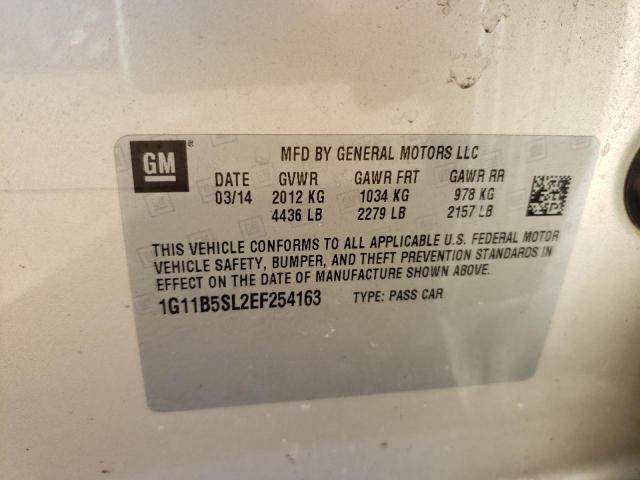 GM
MFD BY GENERAL MOTORS LLC
DATE GVWR GAWR FRT GAWR RR
03/14 2012 KG 1034 KG 978 KG
4436 LB 2279 LB 2157 LB
THIS VEHICLE CONFORMS TO ALL APPLICABLE U.S. FEDERAL MOTOR
VEHICLE SAFETY, BUMPER, AND THEFT PREVENTION STANDARDS IN
EFFECT ON THE DATE OF MANUFACTURE SHOWN ABOVE.
1G11B5SL2EF254163 TYPE: PASS CAR